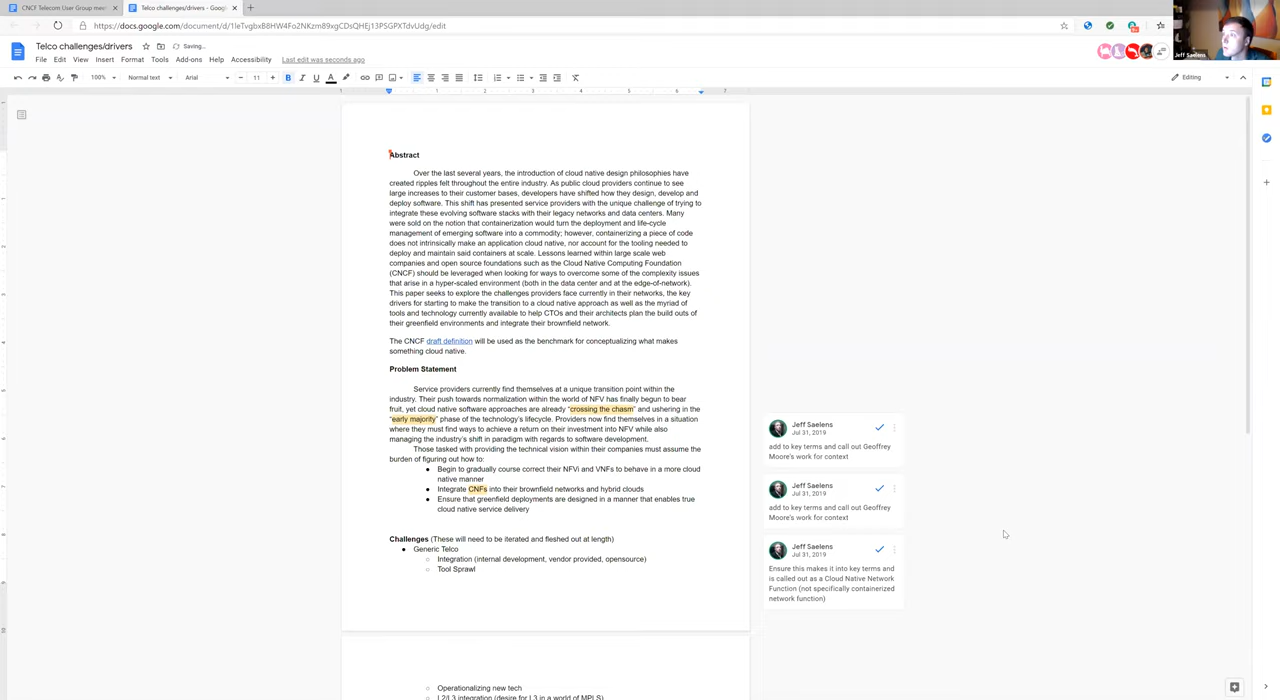 CNCF Telecom User Group mee
Telco challenges/drivers - Goog
https://docs.google.com/document/d/1leTvgbxB8HW4Fo2NKzm89xgCDsQHEj13PSGPXTdvUdg/edit
Telco challenges/drivers
Saving...
File Edit View Insert Format Tools Add-ons Help Accessibility Last edit was seconds ago
Jeff Saelens
100% Normal text Arial 11 Editing
Abstract
Over the last several years, the introduction of cloud native design philosophies have
created ripples felt throughout the entire industry. As public cloud providers continue to see
large increases to their customer bases, developers have shifted how they design, develop and
deploy software. This shift has presented service providers with the unique challenge of trying to
integrate these evolving software stacks with their legacy networks and data centers. Many
were sold on the notion that containerization would turn the deployment and life-cycle
management of emerging software into a commodity; however, containerizing a piece of code
does not intrinsically make an application cloud native, nor account for the tooling needed to
deploy and maintain said containers at scale. Lessons learned within large scale web
companies and open source foundations such as the Cloud Native Computing Foundation
(CNCF) should be leveraged when looking for ways to overcome some of the complexity issues
that arise in a hyper-scaled environment (both in the data center and at the edge-of-network).
This paper seeks to explore the challenges providers face currently in their networks, the key
drivers for starting to make the transition to a cloud native approach as well as the myriad of
tools and technology currently available to help CTOs and their architects plan the build outs of
their greenfield environments and integrate their brownfield network.
The CNCF draft definition will be used as the benchmark for conceptualizing what makes
something cloud native.
Problem Statement
Service providers currently find themselves at a unique transition point within the
industry. Their push towards normalization within the world of NFV has finally begun to bear
fruit, yet cloud native software approaches are already "crossing the chasm" and ushering in the
"early majority" phase of the technology's lifecycle. Providers now find themselves in a situation
where they must find ways to achieve a return on their investment into NFV while also
managing the industry's shift in paradigm with regards to software development.
Those tasked with providing the technical vision within their companies must assume the
burden of figuring out how to:
● Begin to gradually course correct their NFVi and VNFs to behave in a more cloud
native manner
● Integrate CNFs into their brownfield networks and hybrid clouds
● Ensure that greenfield deployments are designed in a manner that enables true
cloud native service delivery
Challenges (These will need to be iterated and fleshed out at length)
● Generic Telco
○ Integration (internal development, vendor provided, opensource)
○ Tool Sprawl
○ Operationalizing new tech
○ L2/L3 integration (desire for L3 in a world of MPLS)
Jeff Saelens
Jul 31, 2019
add to key terms and call out Geoffrey
Moore's work for context
Jeff Saelens
Jul 31, 2019
add to key terms and call out Geoffrey
Moore's work for context
Jeff Saelens
Jul 31, 2019
Ensure this makes it into key terms and
is called out as a Cloud Native Network
Function (not specifically containerized
network function)